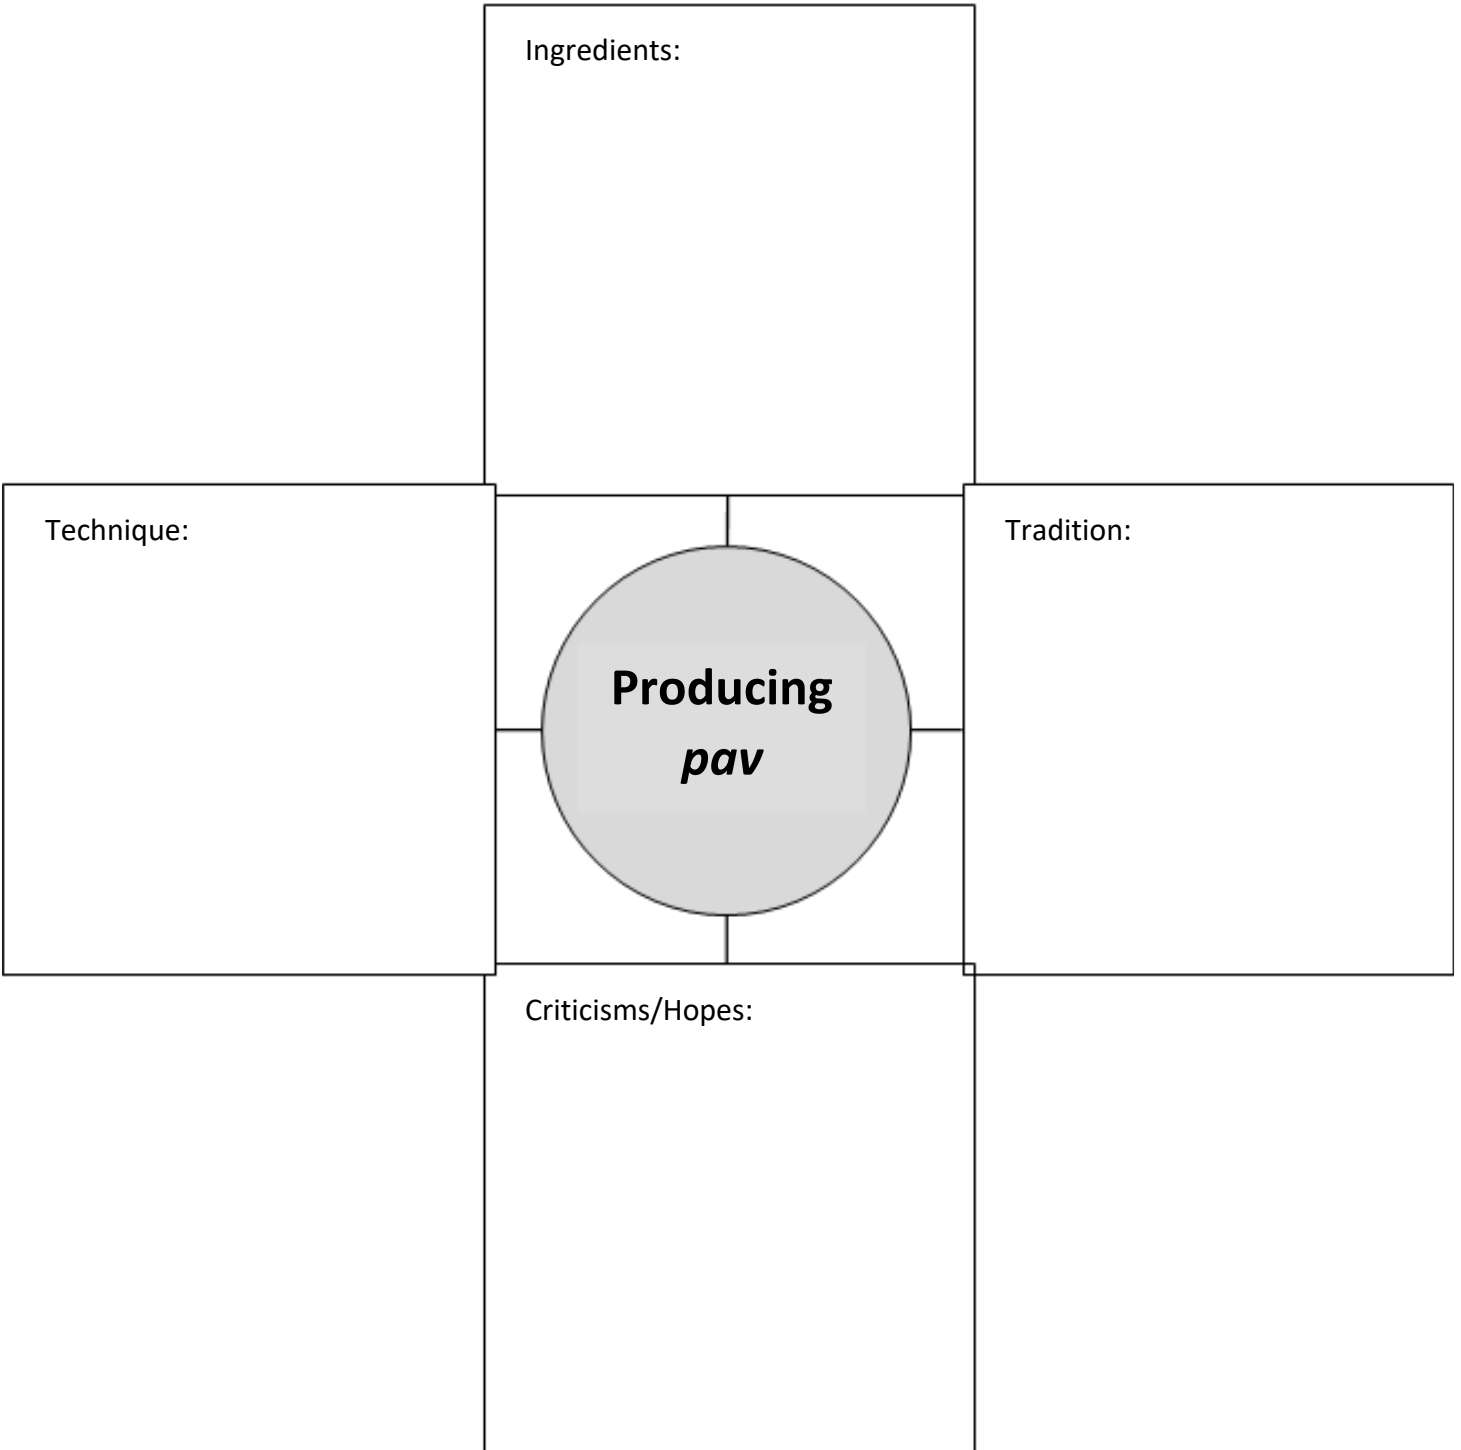 Ingredients:
Technique:
Tradition:
Producing
pav
Criticisms/Hopes: